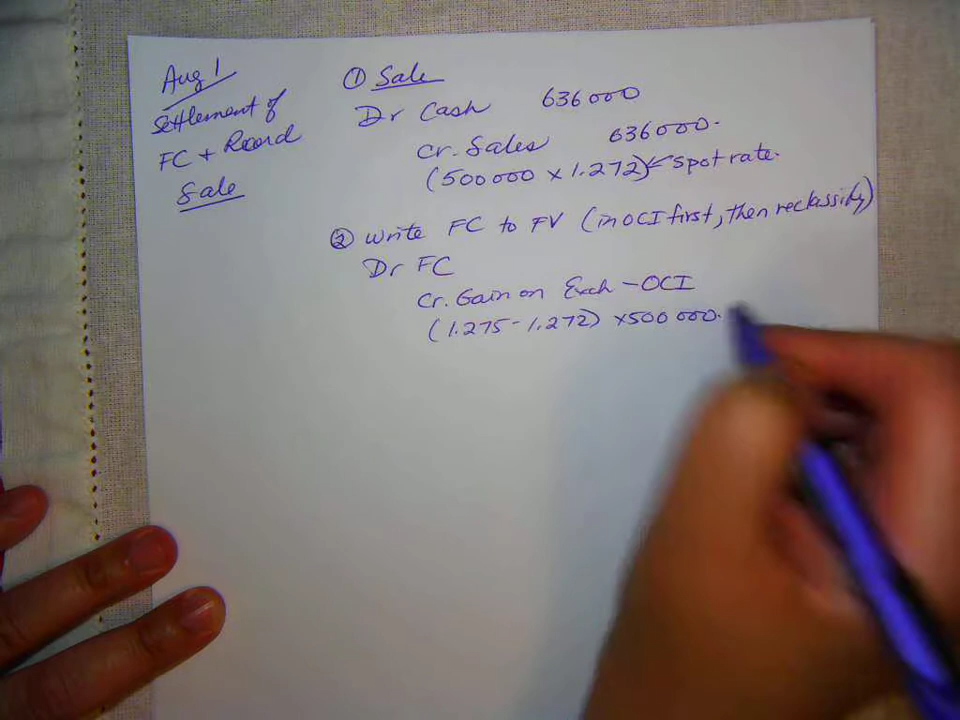 Aug 1
Settlement of
FC + Record
Sale
① Sale
Dr Cash 636000
Cr. Sales 636000.
(500000 x 1.272) ← Spot rate.
② Write FC to FV (in OCI first, then reclassify)
Dr FC
Cr. Gain on Exch - OCI
(1.275 - 1.272) x 500 000.